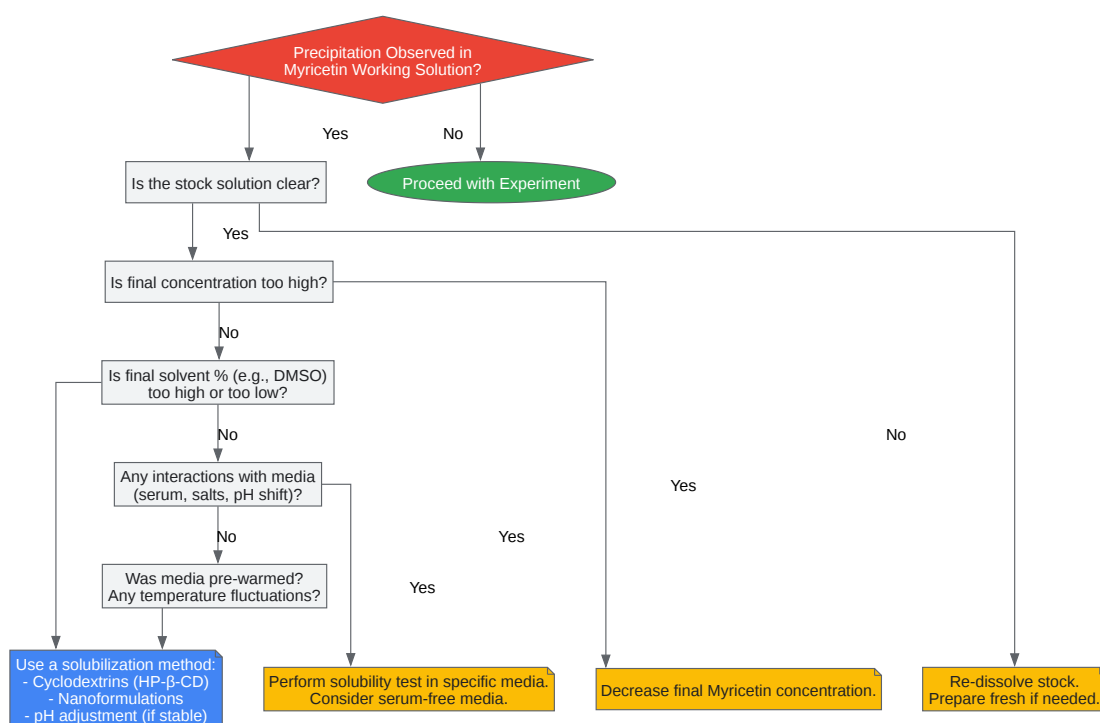 Precipitation Observed in
Myricetin Working Solution?
Yes
No
Is the stock solution clear?
Proceed with Experiment
Yes
Is final concentration too high?
No
Is final solvent % (e.g., DMSO)
too high or too low?
No
No
Any interactions with media
(serum, salts, pH shift)?
Yes
No
Yes
Was media pre-warmed?
Any temperature fluctuations?
Yes
Use a solubilization method:
- Cyclodextrins (HP-β-CD)
- Nanoformulations
- pH adjustment (if stable)
Perform solubility test in specific media.
Consider serum-free media.
Decrease final Myricetin concentration.
Re-dissolve stock.
Prepare fresh if needed.